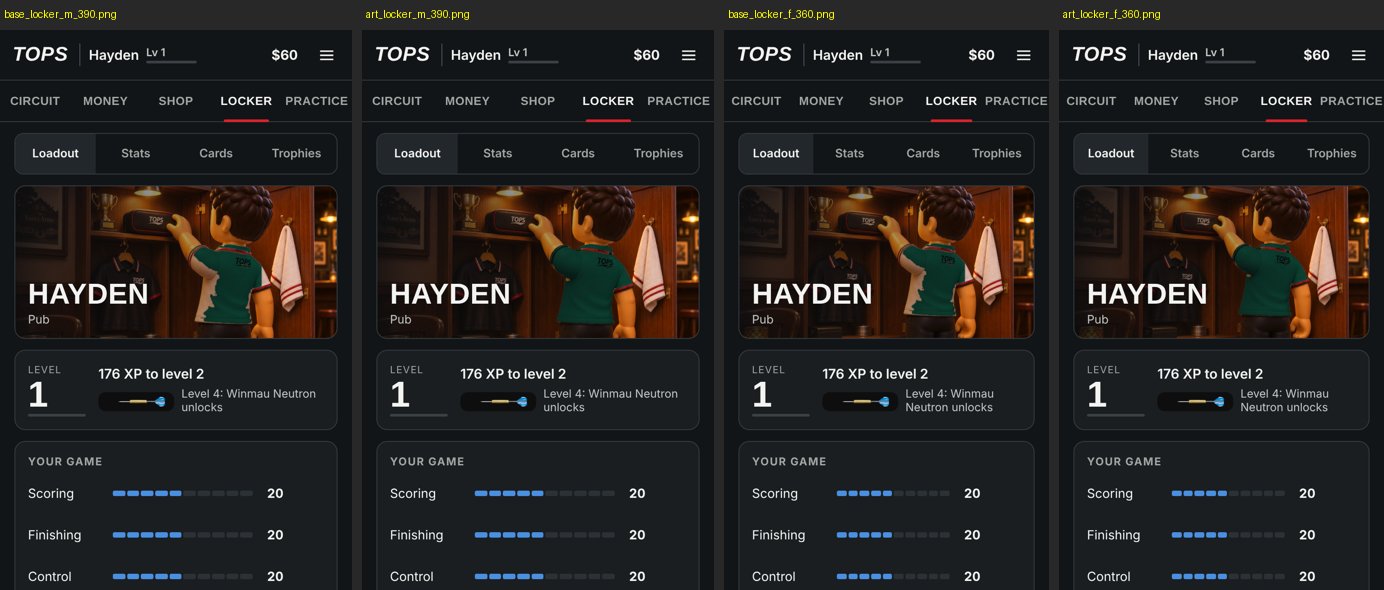 base_locker_m_390.png
TOPS Hayden Lv 1 $60
CIRCUIT MONEY SHOP LOCKER PRACTICE
Loadout Stats Cards Trophies
TOPS
TOPS
HAYDEN
Pub
LEVEL
1
176 XP to level 2
Level 4: Winmau Neutron
unlocks
YOUR GAME
Scoring 20
Finishing 20
Control 20
art_locker_m_390.png
TOPS Hayden Lv 1 $60
CIRCUIT MONEY SHOP LOCKER PRACTICE
Loadout Stats Cards Trophies
TOPS
TOPS
HAYDEN
Pub
LEVEL
1
176 XP to level 2
Level 4: Winmau Neutron
unlocks
YOUR GAME
Scoring 20
Finishing 20
Control 20
base_locker_f_360.png
TOPS Hayden Lv 1 $60
CIRCUIT MONEY SHOP LOCKER PRACTICE
Loadout Stats Cards Trophies
TOPS
TOPS
HAYDEN
Pub
LEVEL
1
176 XP to level 2
Level 4: Winmau
Neutron unlocks
YOUR GAME
Scoring 20
Finishing 20
Control 20
art_locker_f_360.png
TOPS Hayden Lv 1 $60
CIRCUIT MONEY SHOP LOCKER PRACTICE
Loadout Stats Cards Trophies
TOPS
TOPS
HAYDEN
Pub
LEVEL
1
176 XP to level 2
Level 4: Winmau
Neutron unlocks
YOUR GAME
Scoring 20
Finishing 20
Control 20